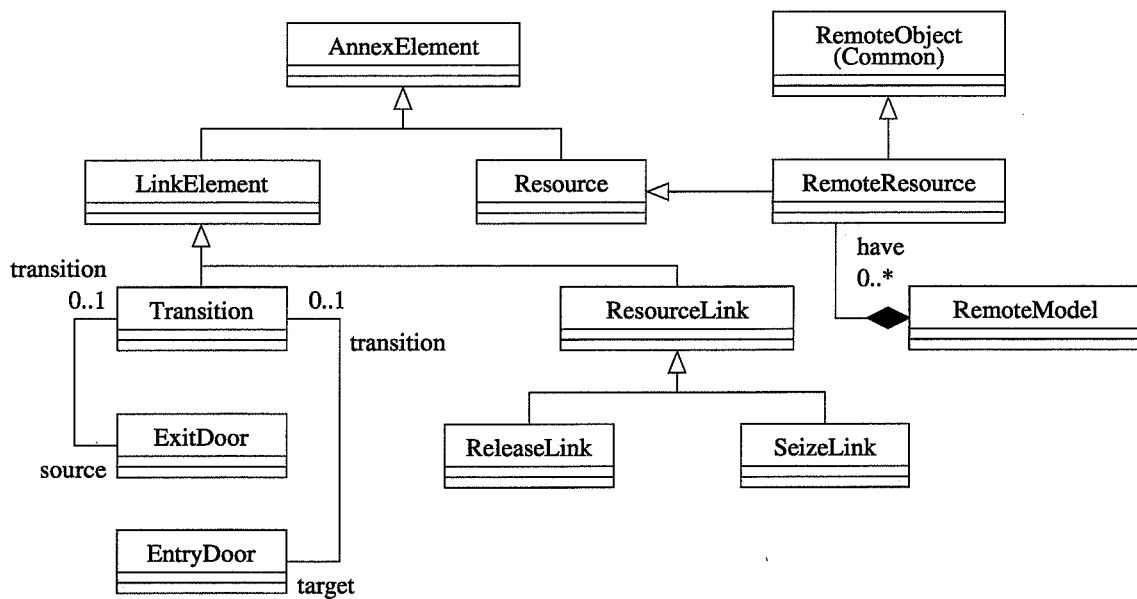 AnnexElement
RemoteObject
(Common)
LinkElement
Resource
RemoteResource
transition
0..1
Transition
0..1
transition
ResourceLink
have
0..*
RemoteModel
ExitDoor
source
ReleaseLink
SeizeLink
EntryDoor
target